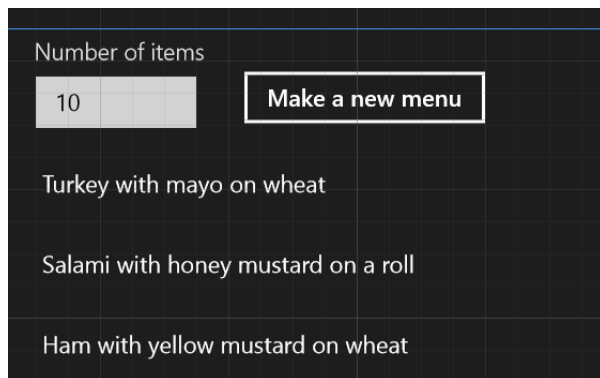 Number of items
10
Make a new menu
Turkey with mayo on wheat
Salami with honey mustard on a roll
Ham with yellow mustard on wheat